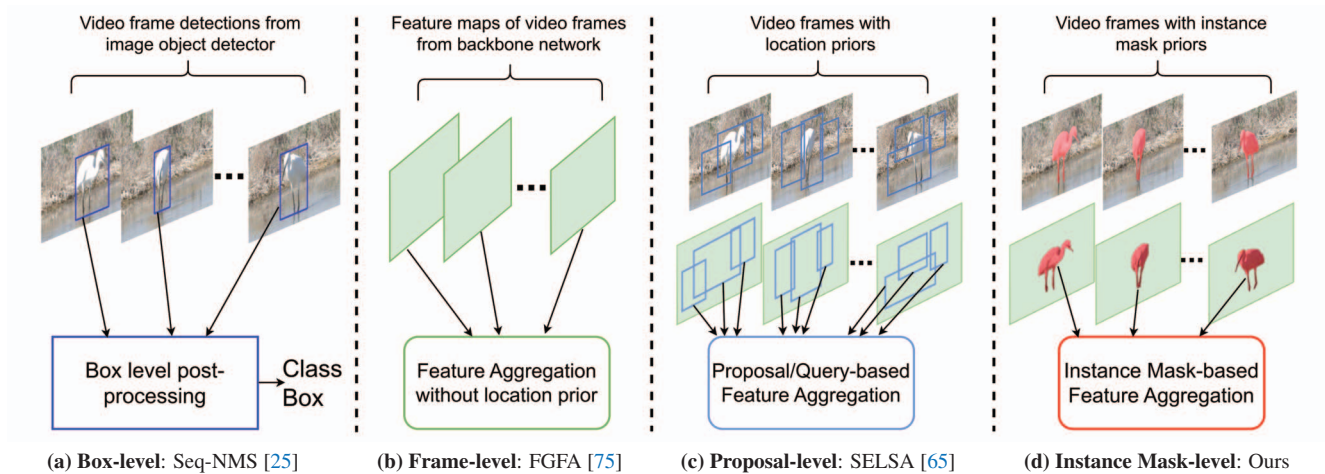 Video frame detections from
image object detector
Box level post-
processing
Class
Box
(a) Box-level: Seq-NMS [25]
Feature maps of video frames
from backbone network
Feature Aggregation
without location prior
(b) Frame-level: FGFA [75]
Video frames with
location priors
Proposal/Query-based
Feature Aggregation
(c) Proposal-level: SELSA [65]
Video frames with instance
mask priors
Instance Mask-based
Feature Aggregation
(d) Instance Mask-level: Ours